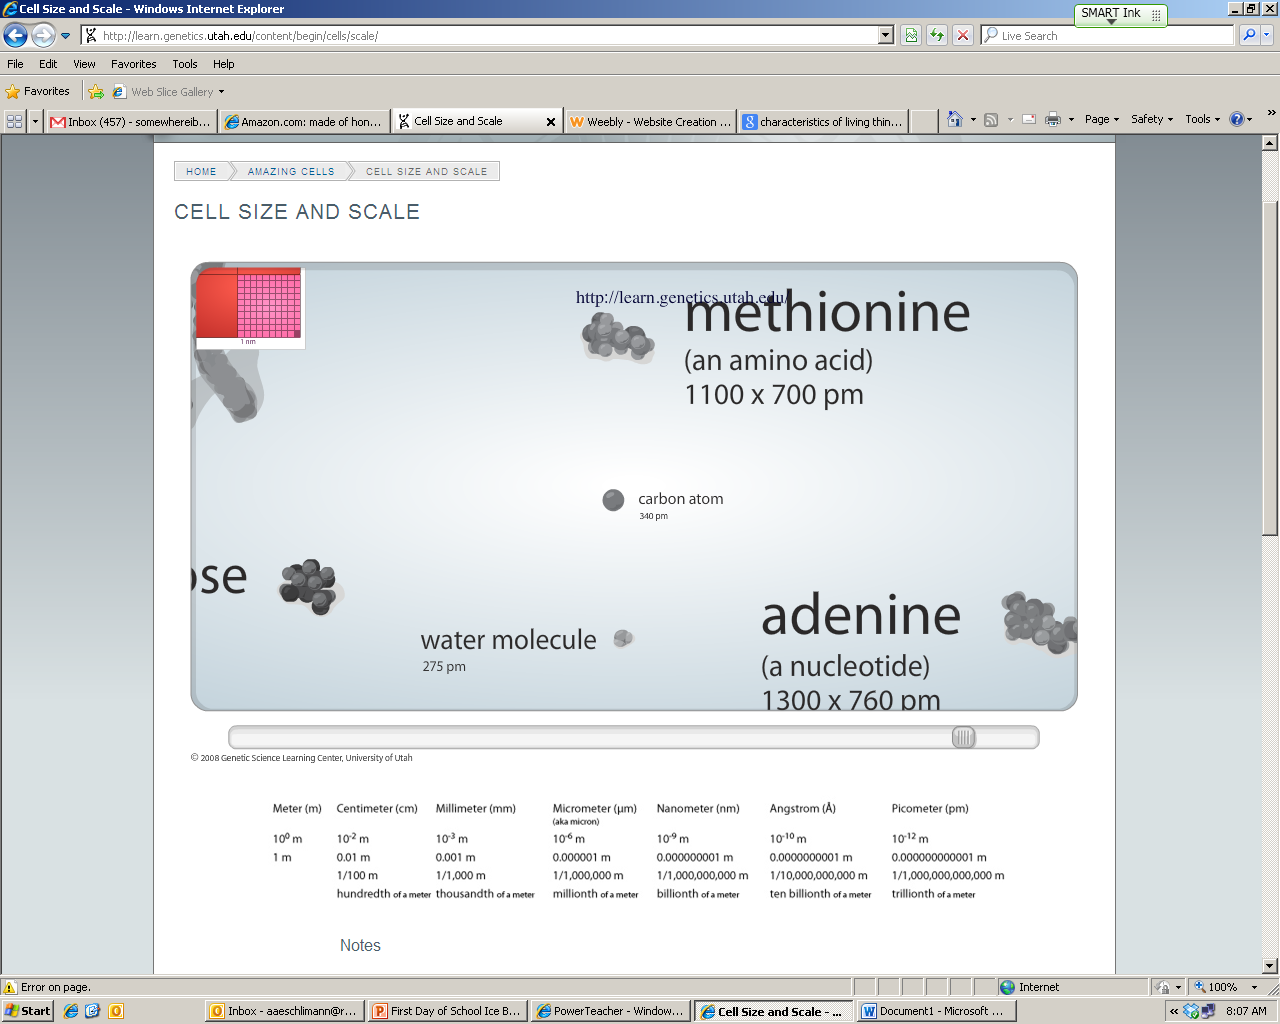 Cell Size and Scale - Windows Internet Explorer
SMART Ink
http://learn.genetics.utah.edu/content/begin/cells/scale/
Live Search
File Edit View Favorites Tools Help
Favorites Web Slice Gallery
Inbox (457) - somewhereib... Amazon.com: made of hon... Cell Size and Scale Weebly - Website Creation ... characteristics of living thin... Page Safety Tools
HOME AMAZING CELLS CELL SIZE AND SCALE
CELL SIZE AND SCALE
http://learn.genetics.utah.edu/
1 nm
methionine
(an amino acid)
1100 x 700 pm
carbon atom
340 pm
ose
water molecule
275 pm
adenine
(a nucleotide)
1300 x 760 pm
© 2008 Genetic Science Learning Center, University of Utah
Meter (m) Centimeter (cm) Millimeter (mm) Micrometer (µm) Nanometer (nm) Angstrom (Å) Picometer (pm)
(aka micron)
10⁰ m 10⁻² m 10⁻³ m 10⁻⁶ m 10⁻⁹ m 10⁻¹⁰ m 10⁻¹² m
1 m 0.01 m 0.001 m 0.000001 m 0.000000001 m 0.0000000001 m 0.000000000001 m
1/100 m 1/1,000 m 1/1,000,000 m 1/1,000,000,000 m 1/10,000,000,000 m 1/1,000,000,000,000 m
hundredth of a meter thousandth of a meter millionth of a meter billionth of a meter ten billionth of a meter trillionth of a meter
Notes
Error on page. Internet 100%
Start Inbox - aaeschlimann@r... First Day of School Ice B... PowerTeacher - Window... Cell Size and Scale - ... Document1 - Microsoft ... 8:07 AM